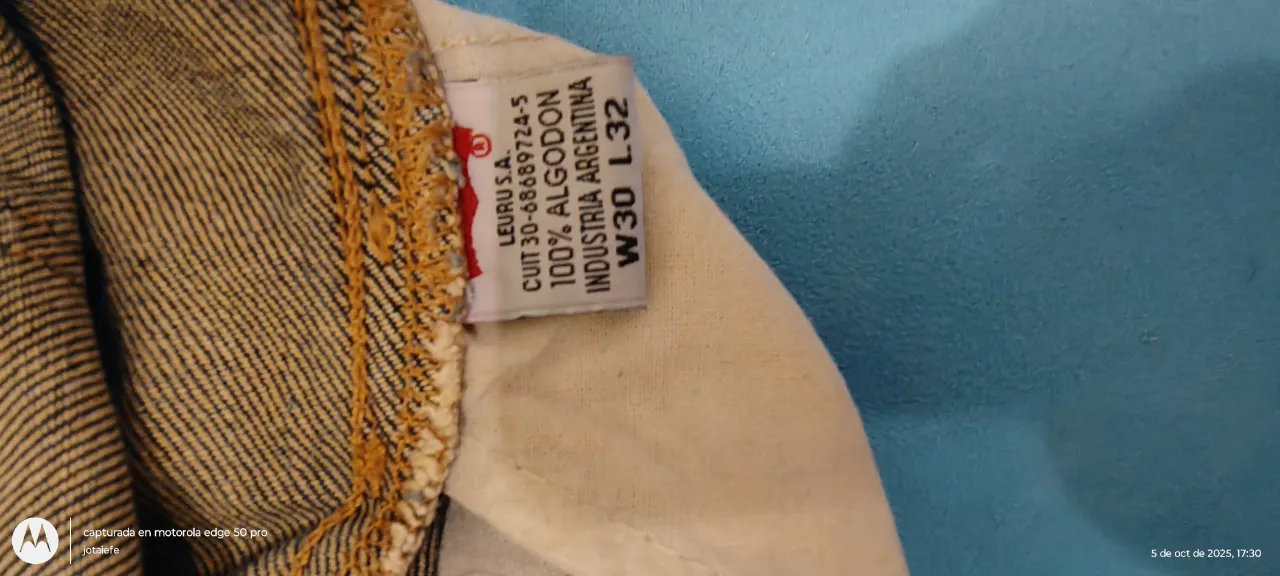 ®
LEURU S.A.
CUIT 30-68689724-5
100% ALGODON
INDUSTRIA ARGENTINA
W30 L.32
capturada en motorola edge 50 pro
jotaiefe
5 de oct de 2025, 17:30